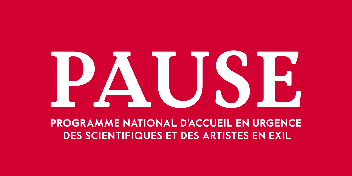 PAUSE
PROGRAMME NATIONAL D'ACCUEIL EN URGENCE
DES SCIENTIFIQUES ET DES ARTISTES EN EXIL